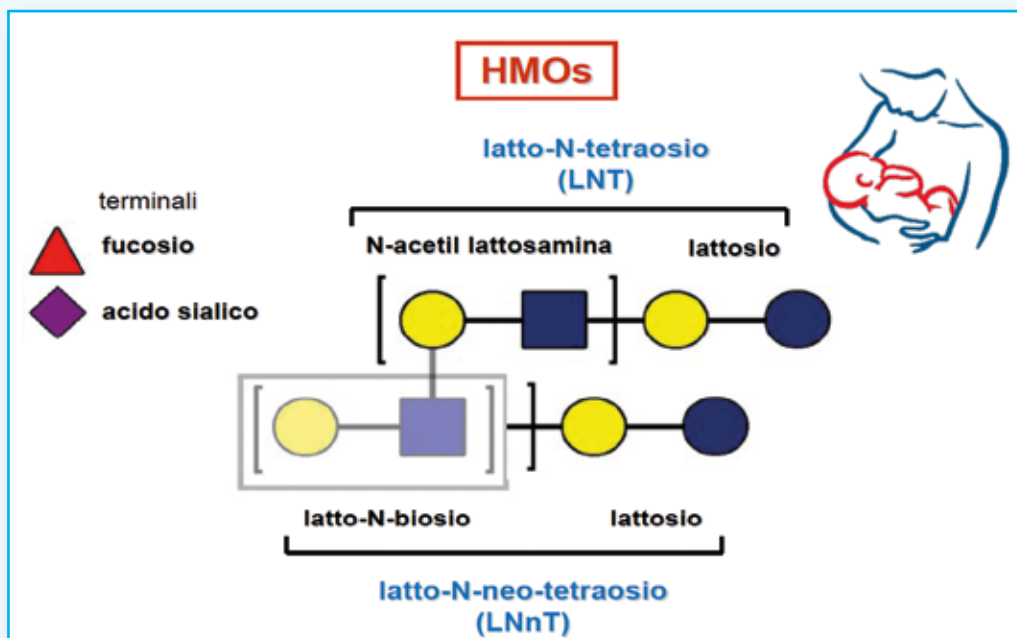 HMOs
latto-N-tetraosio
(LNT)
terminali
fucosio
acido sialico
N-acetil lattosamina
lattosio
latto-N-biosio
lattosio
latto-N-neo-tetraosio
(LNnT)